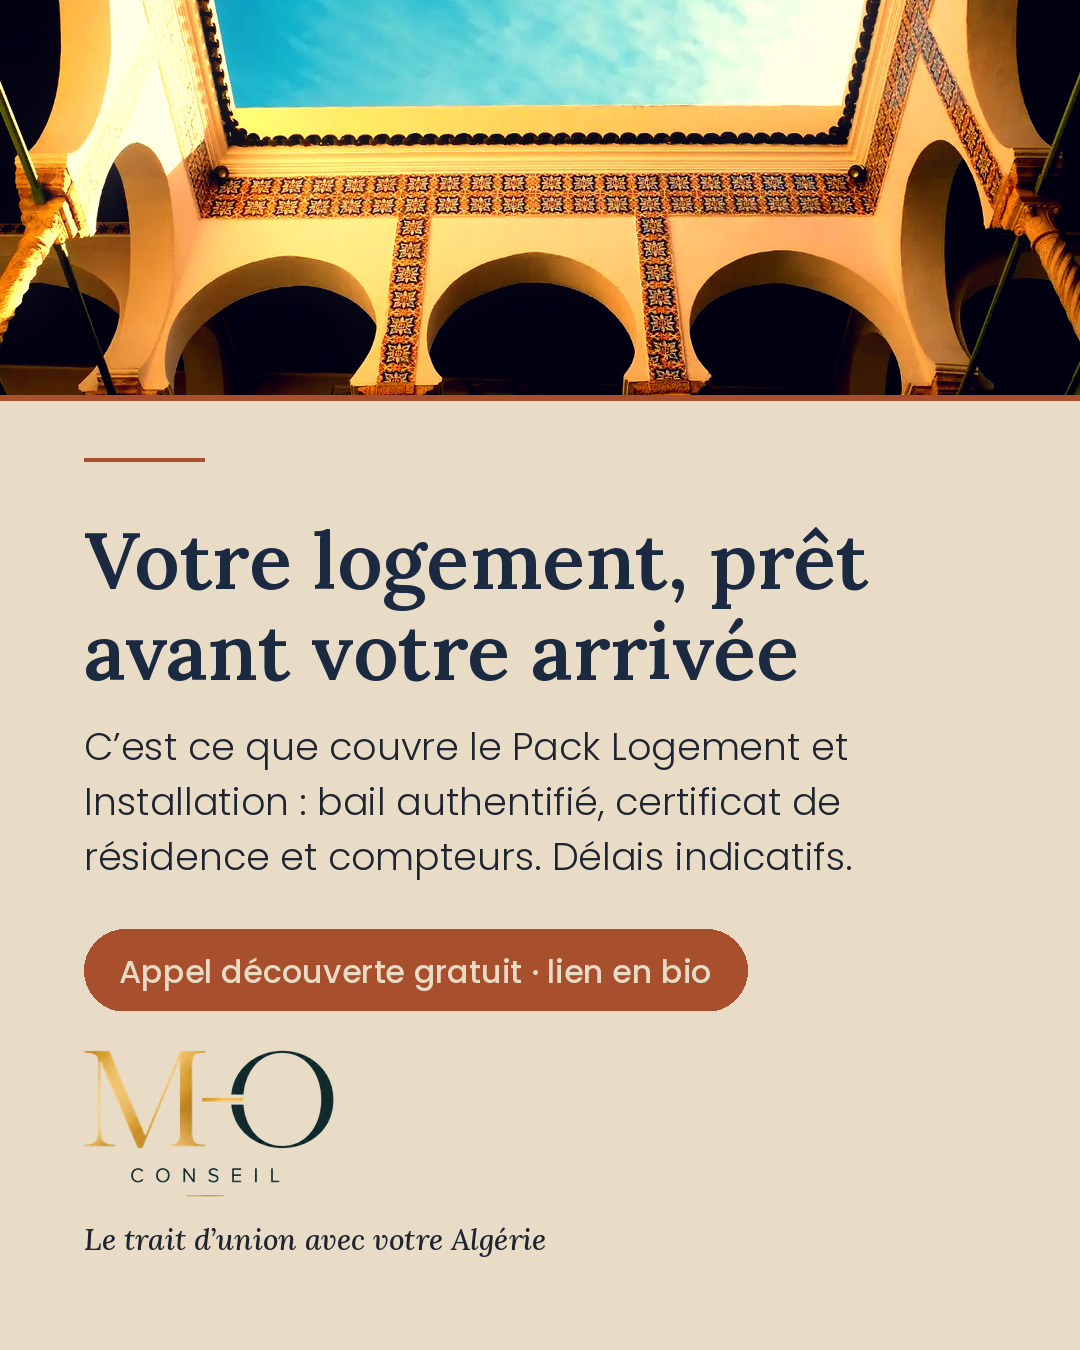 Votre logement, prêt
avant votre arrivée
C’est ce que couvre le Pack Logement et
Installation : bail authentifié, certificat de
résidence et compteurs. Délais indicatifs.
Appel découverte gratuit · lien en bio
M-O
CONSEIL
Le trait d’union avec votre Algérie